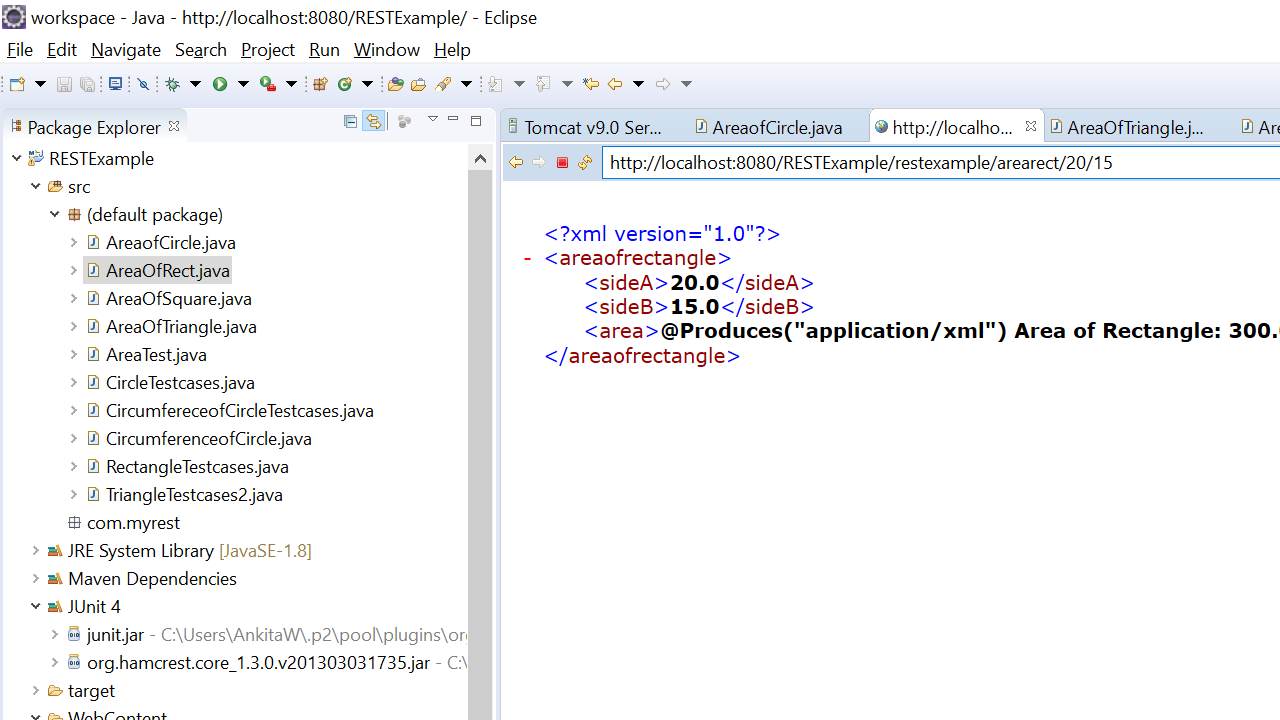 workspace - Java - http://localhost:8080/RESTExample/ - Eclipse
File Edit Navigate Search Project Run Window Help
Package Explorer
RESTExample
src
(default package)
AreaofCircle.java
AreaOfRect.java
AreaOfSquare.java
AreaOfTriangle.java
AreaTest.java
CircleTestcases.java
CircumfereceofCircleTestcases.java
CircumferenceofCircle.java
RectangleTestcases.java
TriangleTestcases2.java
com.myrest
JRE System Library [JavaSE-1.8]
Maven Dependencies
JUnit 4
junit.jar - C:\Users\AnkitaW\.p2\pool\plugins\or
org.hamcrest.core_1.3.0.v201303031735.jar - C:\
target
WebContent
Tomcat v9.0 Ser... AreaofCircle.java http://localho... AreaOfTriangle.j... Are
http://localhost:8080/RESTExample/restexample/arearect/20/15
<?xml version="1.0"?>
- <areaofrectangle>
<sideA>20.0</sideA>
<sideB>15.0</sideB>
<area>@Produces("application/xml") Area of Rectangle: 300.
</areaofrectangle>